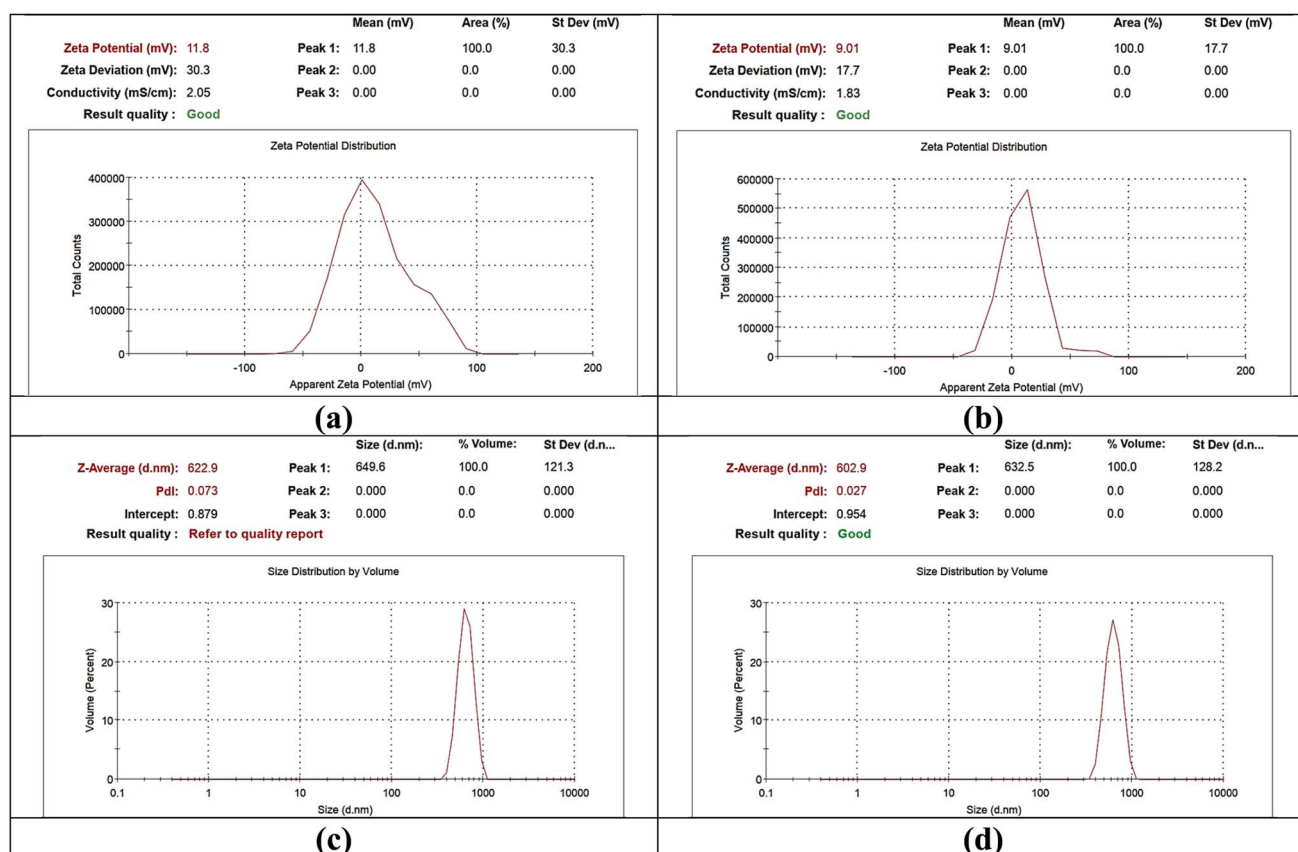 Mean (mV) Area (%) St Dev (mV)
Zeta Potential (mV): 11.8 Peak 1: 11.8 100.0 30.3
Zeta Deviation (mV): 30.3 Peak 2: 0.00 0.0 0.00
Conductivity (mS/cm): 2.05 Peak 3: 0.00 0.0 0.00
Result quality : Good
Zeta Potential Distribution
400000
300000
200000
100000
0
Total Counts
-100 0 100 200
Apparent Zeta Potential (mV)
(a)
Mean (mV) Area (%) St Dev (mV)
Zeta Potential (mV): 9.01 Peak 1: 9.01 100.0 17.7
Zeta Deviation (mV): 17.7 Peak 2: 0.00 0.0 0.00
Conductivity (mS/cm): 1.83 Peak 3: 0.00 0.0 0.00
Result quality : Good
Zeta Potential Distribution
600000
500000
400000
300000
200000
100000
0
Total Counts
-100 0 100 200
Apparent Zeta Potential (mV)
(b)
Size (d.nm): % Volume: St Dev (d.n...
Z-Average (d.nm): 622.9 Peak 1: 649.6 100.0 121.3
PdI: 0.073 Peak 2: 0.000 0.0 0.000
Intercept: 0.879 Peak 3: 0.000 0.0 0.000
Result quality : Refer to quality report
Size Distribution by Volume
30
20
10
0
Volume (Percent)
0.1 1 10 100 1000 10000
Size (d.nm)
(c)
Size (d.nm): % Volume: St Dev (d.n...
Z-Average (d.nm): 602.9 Peak 1: 632.5 100.0 128.2
PdI: 0.027 Peak 2: 0.000 0.0 0.000
Intercept: 0.954 Peak 3: 0.000 0.0 0.000
Result quality : Good
Size Distribution by Volume
30
20
10
0
Volume (Percent)
0.1 1 10 100 1000 10000
Size (d.nm)
(d)